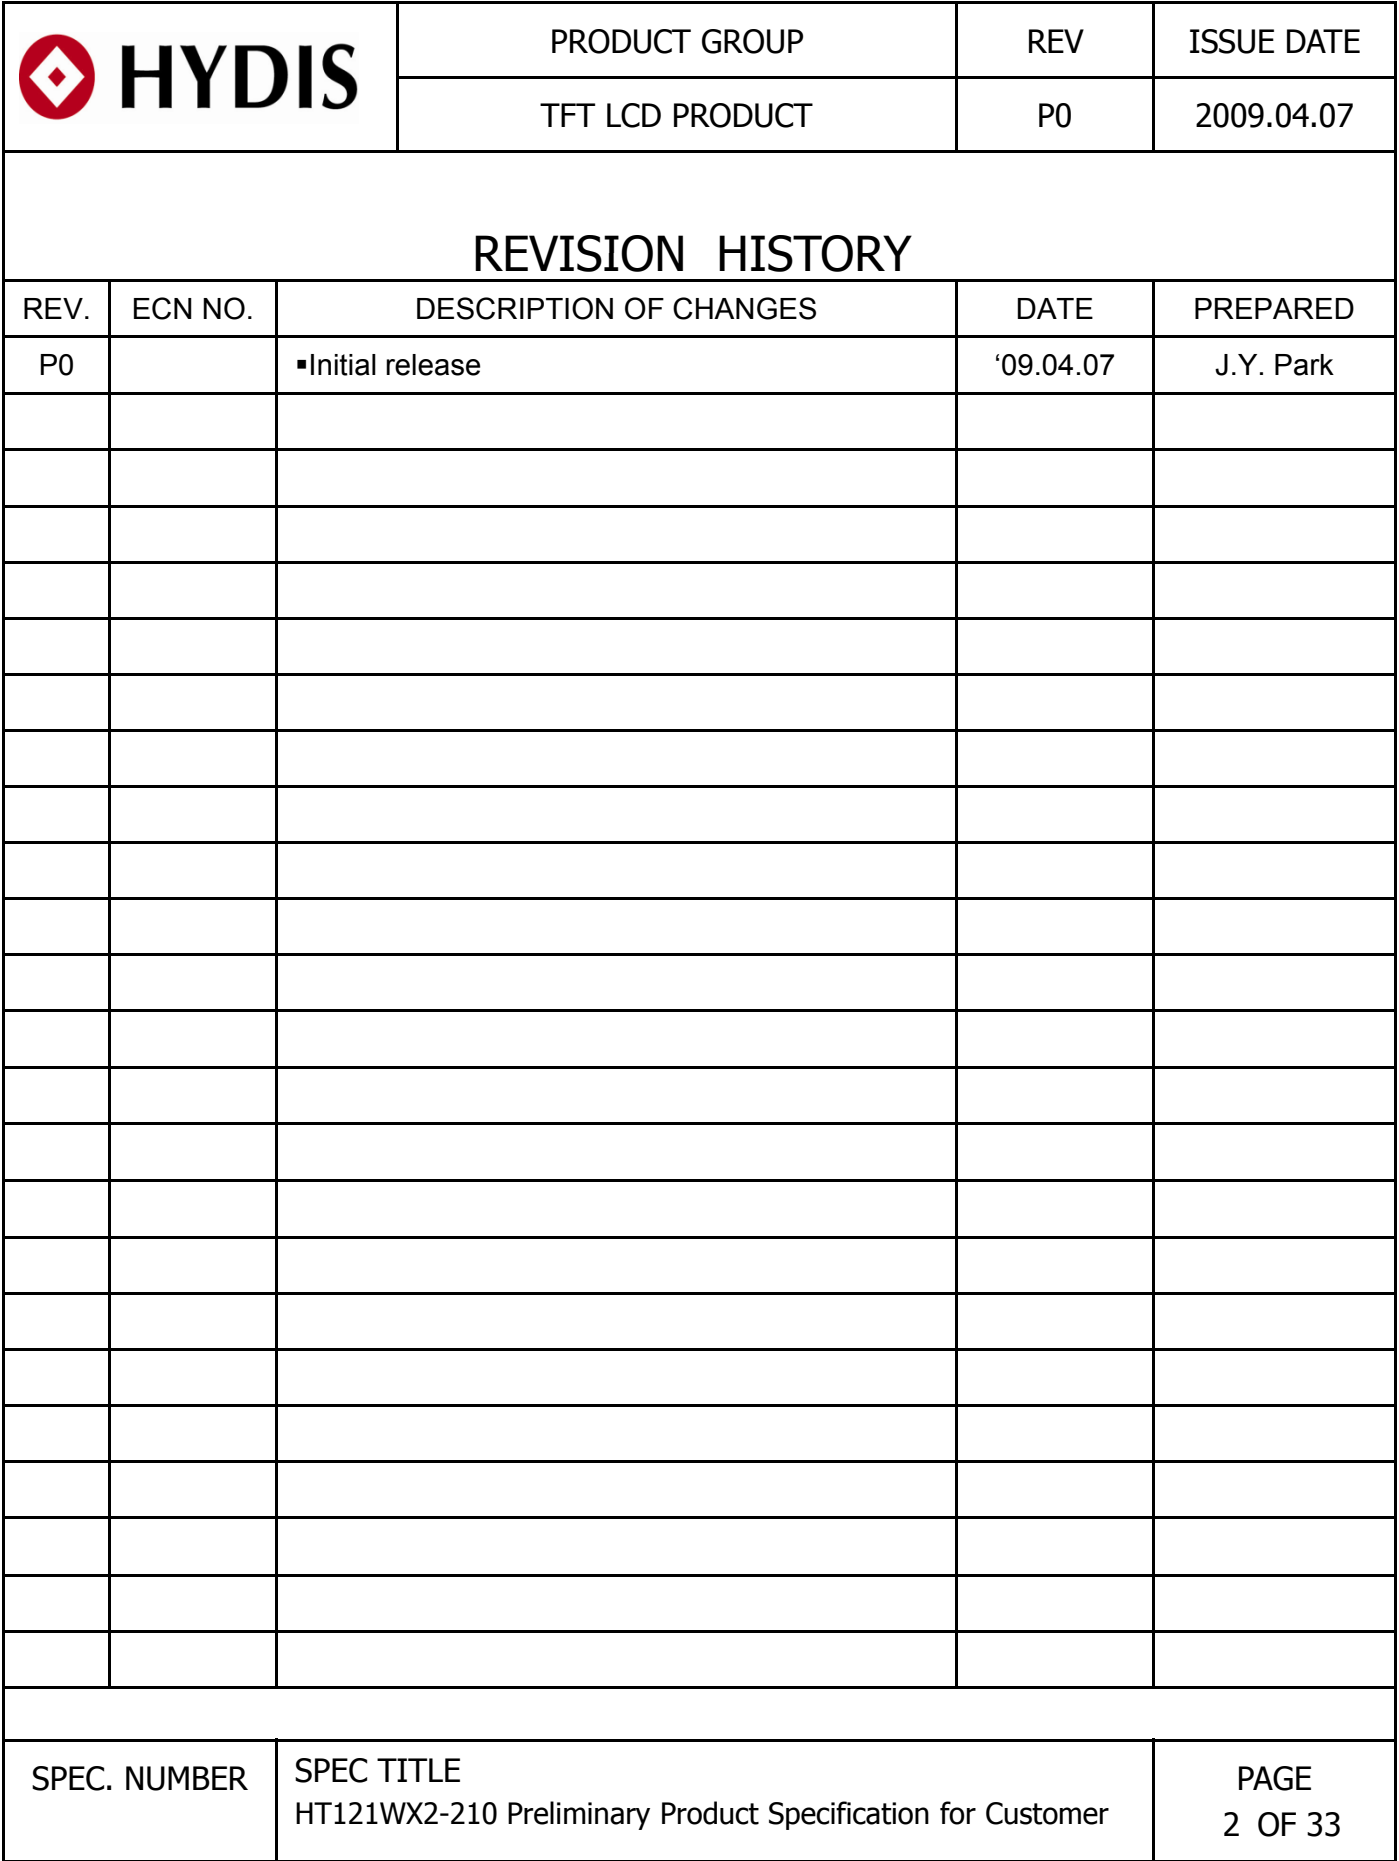 HYDIS
PRODUCT GROUP REV ISSUE DATE
TFT LCD PRODUCT P0 2009.04.07
REVISION HISTORY
REV. ECN NO. DESCRIPTION OF CHANGES DATE PREPARED
P0 ▪Initial release ‘09.04.07 J.Y. Park
SPEC. NUMBER SPEC TITLE PAGE
HT121WX2-210 Preliminary Product Specification for Customer 2 OF 33